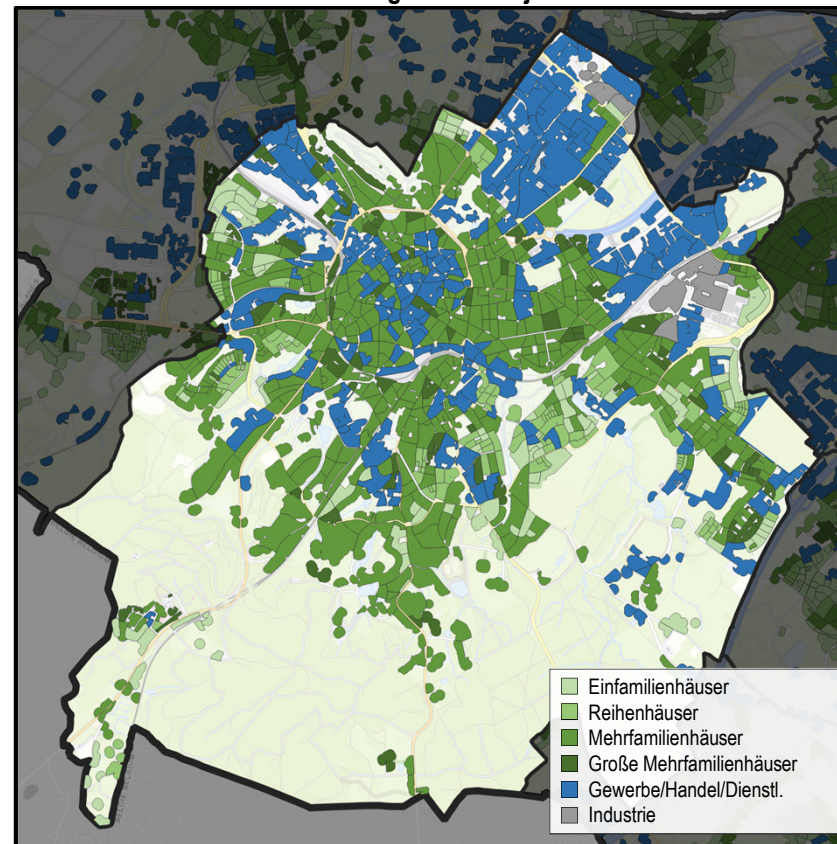 Einfamilienhäuser
Reihenhäuser
Mehrfamilienhäuser
Große Mehrfamilienhäuser
Gewerbe/Handel/Dienstl.
Industrie